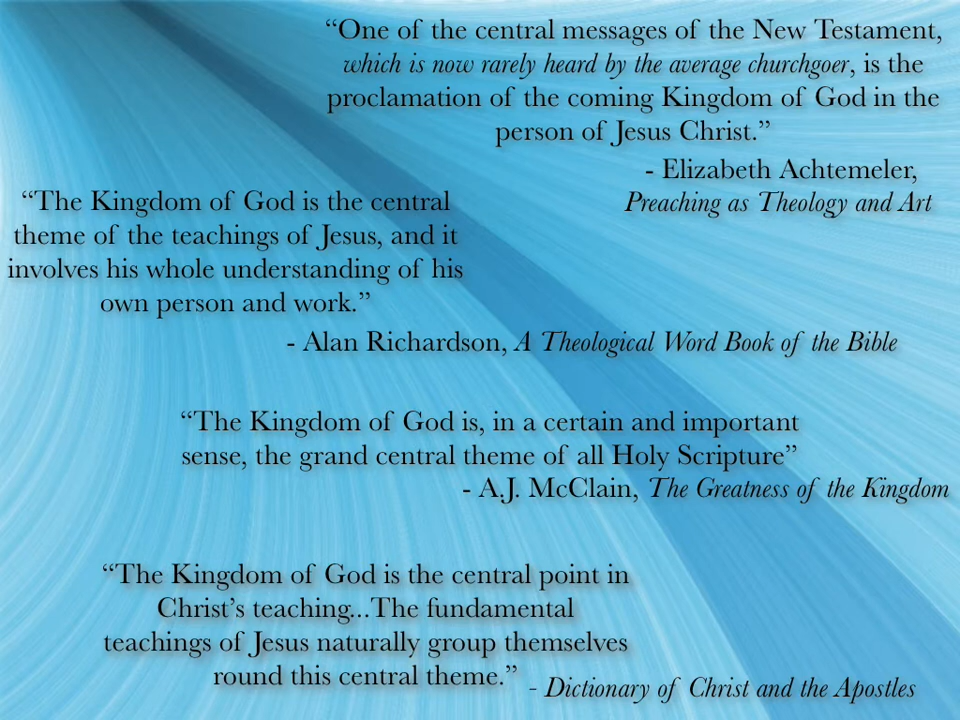 “One of the central messages of the New Testament,
which is now rarely heard by the average churchgoer, is the
proclamation of the coming Kingdom of God in the
person of Jesus Christ.”
- Elizabeth Achtemeler,
Preaching as Theology and Art
“The Kingdom of God is the central
theme of the teachings of Jesus, and it
involves his whole understanding of his
own person and work.”
- Alan Richardson, A Theological Word Book of the Bible
“The Kingdom of God is, in a certain and important
sense, the grand central theme of all Holy Scripture”
- A.J. McClain, The Greatness of the Kingdom
“The Kingdom of God is the central point in
Christ’s teaching...The fundamental
teachings of Jesus naturally group themselves
round this central theme.”
- Dictionary of Christ and the Apostles